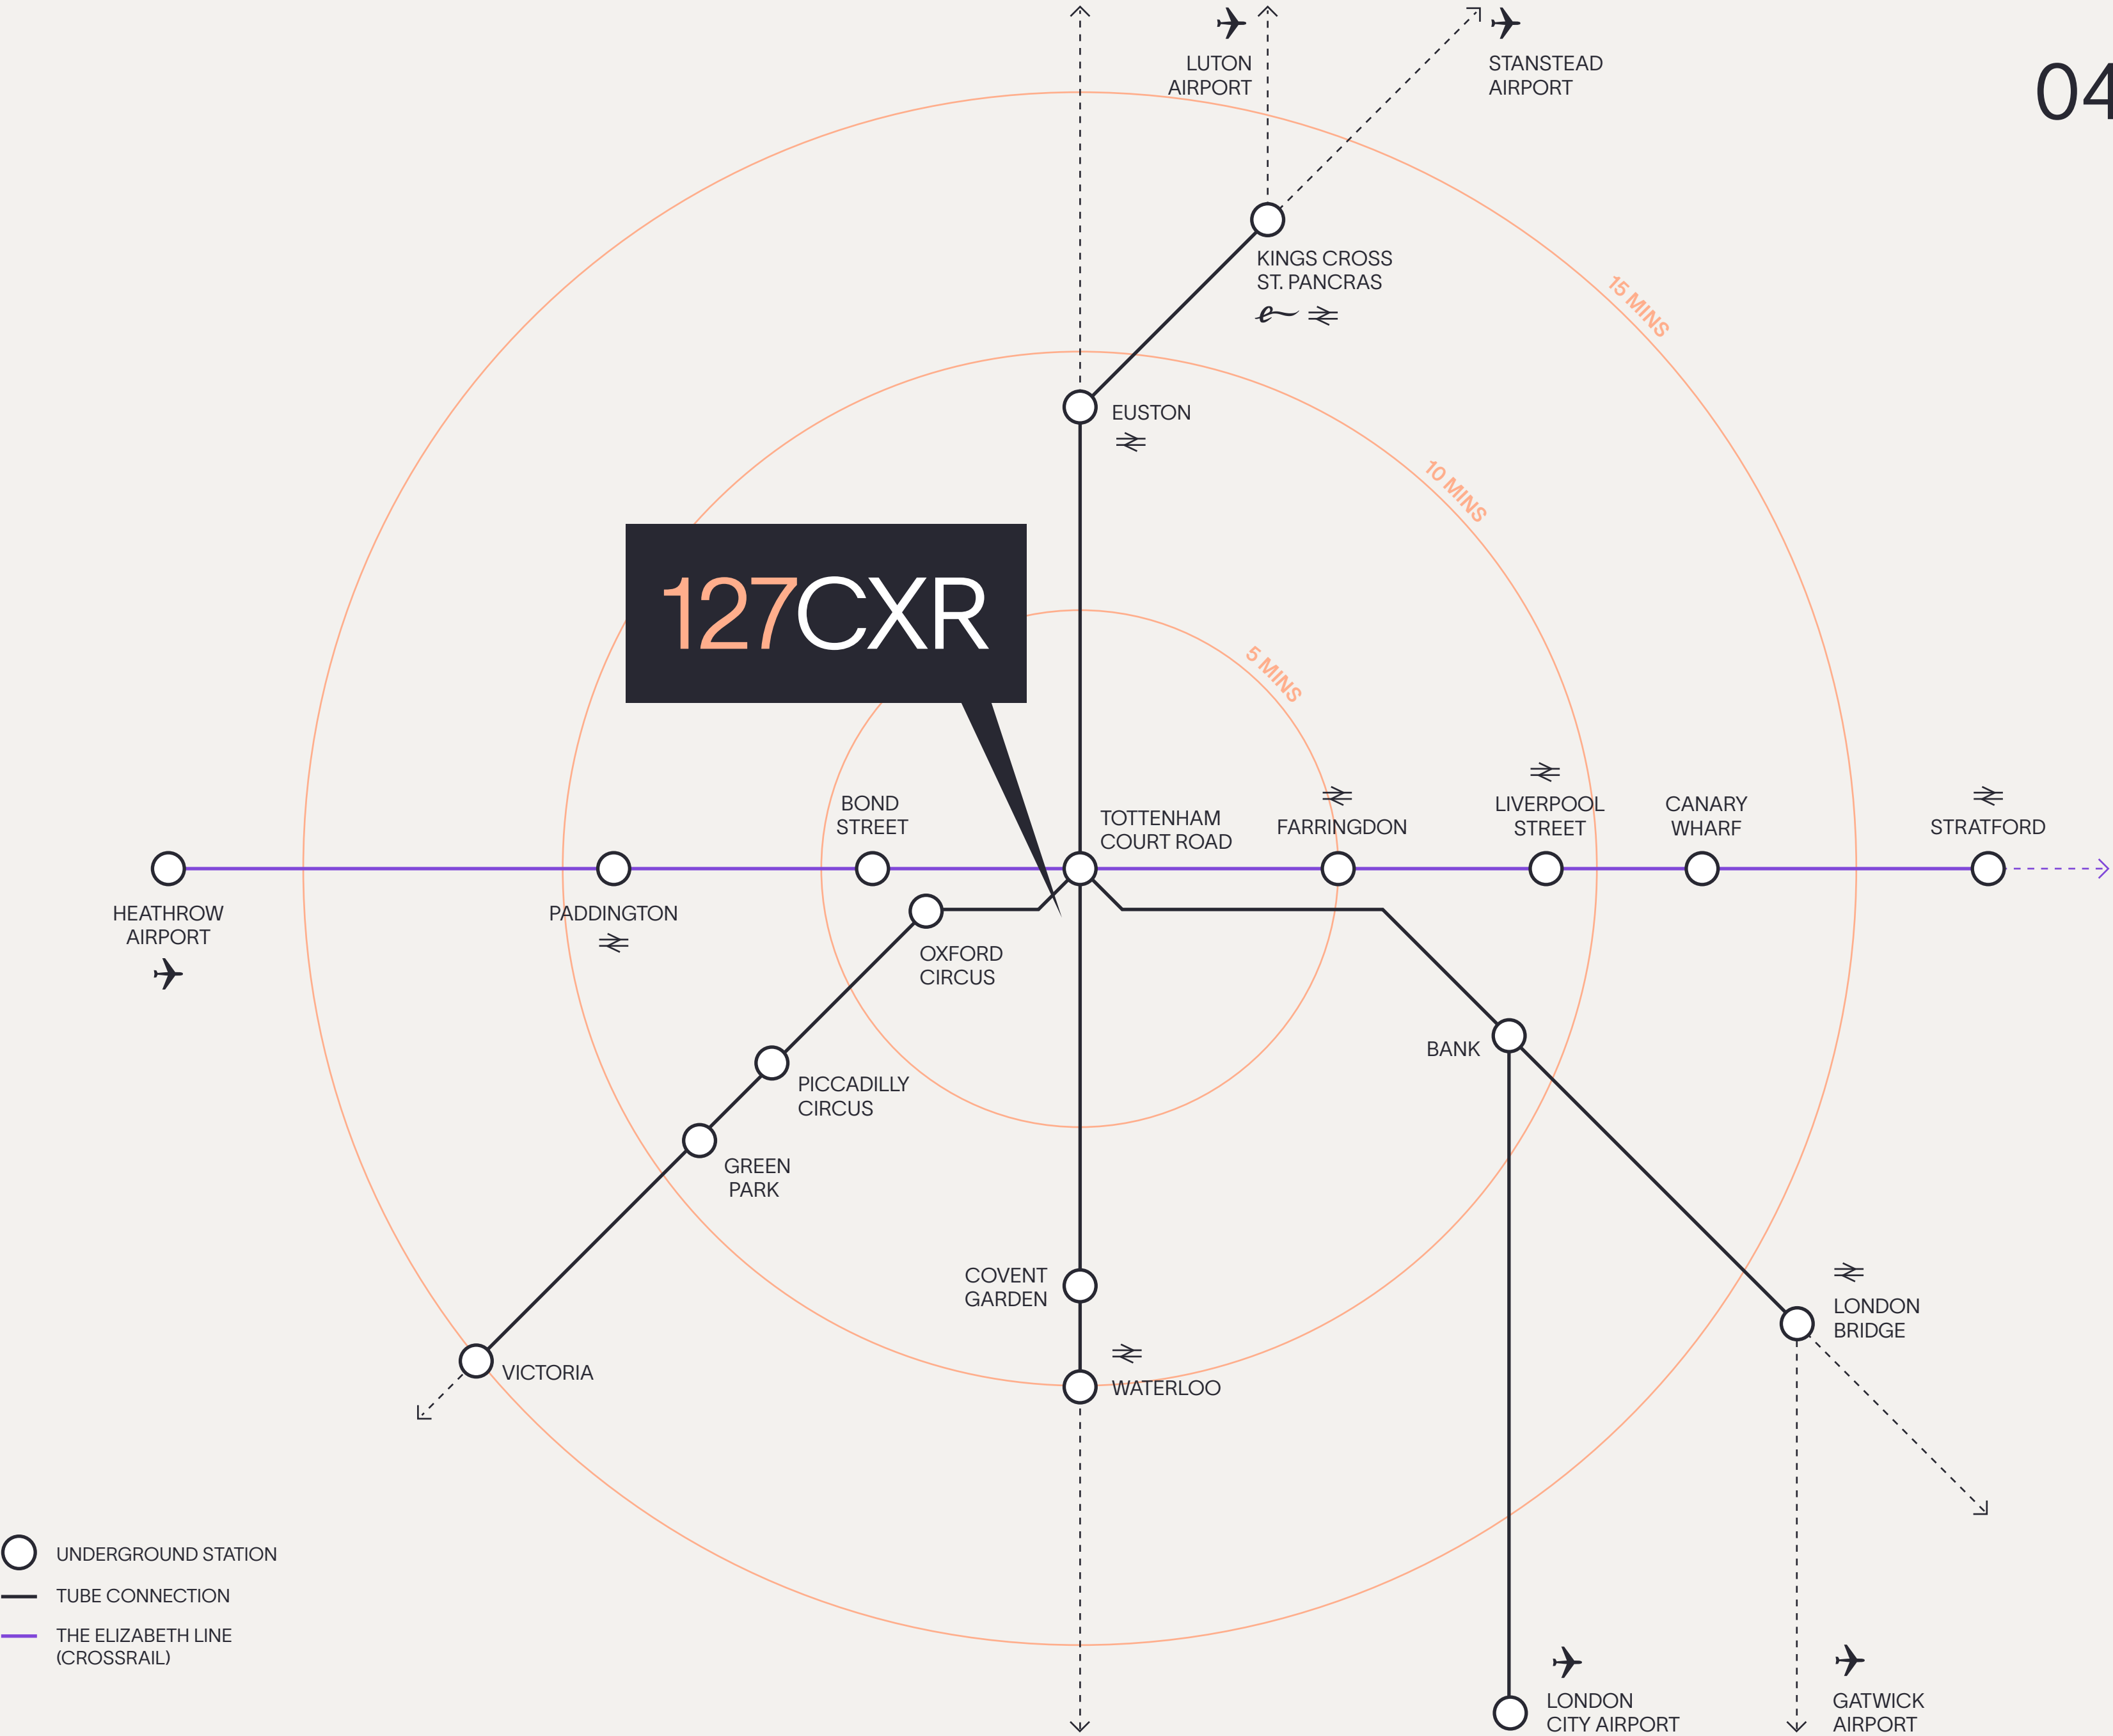 LUTON
AIRPORT
STANSTEAD
AIRPORT
04
KINGS CROSS
ST. PANCRAS
15 MINS
EUSTON
10 MINS
127CXR
5 MINS
BOND
STREET
TOTTENHAM
COURT ROAD
FARRINGDON
LIVERPOOL
STREET
CANARY
WHARF
STRATFORD
HEATHROW
AIRPORT
PADDINGTON
OXFORD
CIRCUS
BANK
PICCADILLY
CIRCUS
GREEN
PARK
COVENT
GARDEN
LONDON
BRIDGE
VICTORIA
WATERLOO
UNDERGROUND STATION
TUBE CONNECTION
THE ELIZABETH LINE
(CROSSRAIL)
LONDON
CITY AIRPORT
GATWICK
AIRPORT